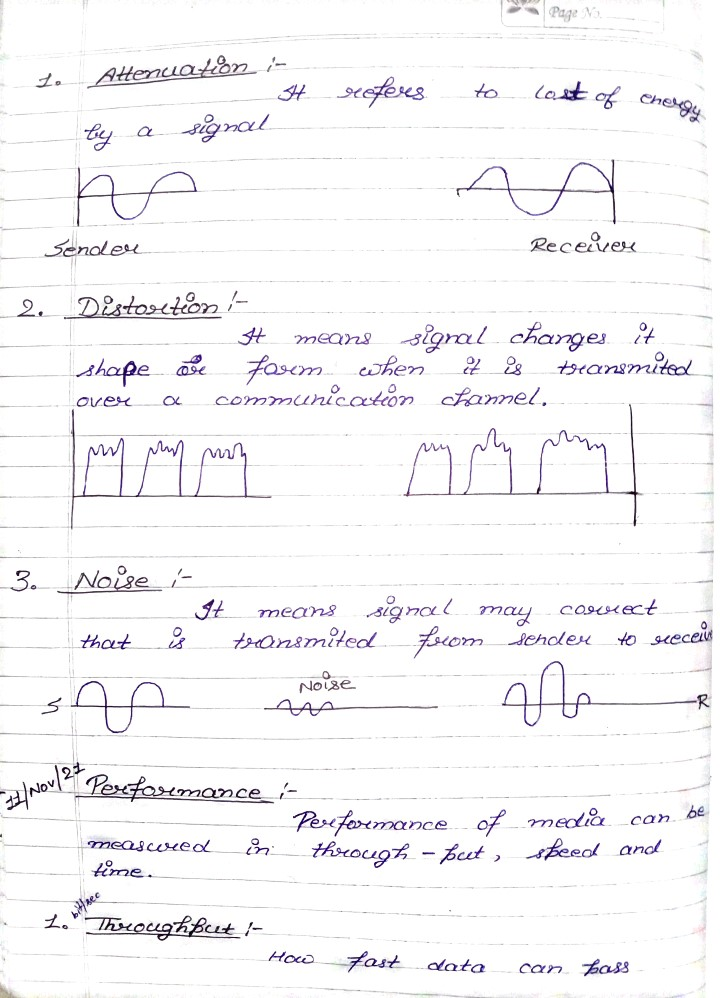 Page No.
1. Attenuation :-
It refers to lost of energy
by a signal
Sender Receiver
2. Distortion :-
It means signal changes it
shape or form when it is transmited
over a communication channel.
3. Noise :-
It means signal may correct
that is transmited from sender to receiv
S Noise R
11/Nov/21 Performance :-
Performance of media can be
measured in through-put, speed and
time.
bit/sec
1. Throughput :-
How fast data can pass